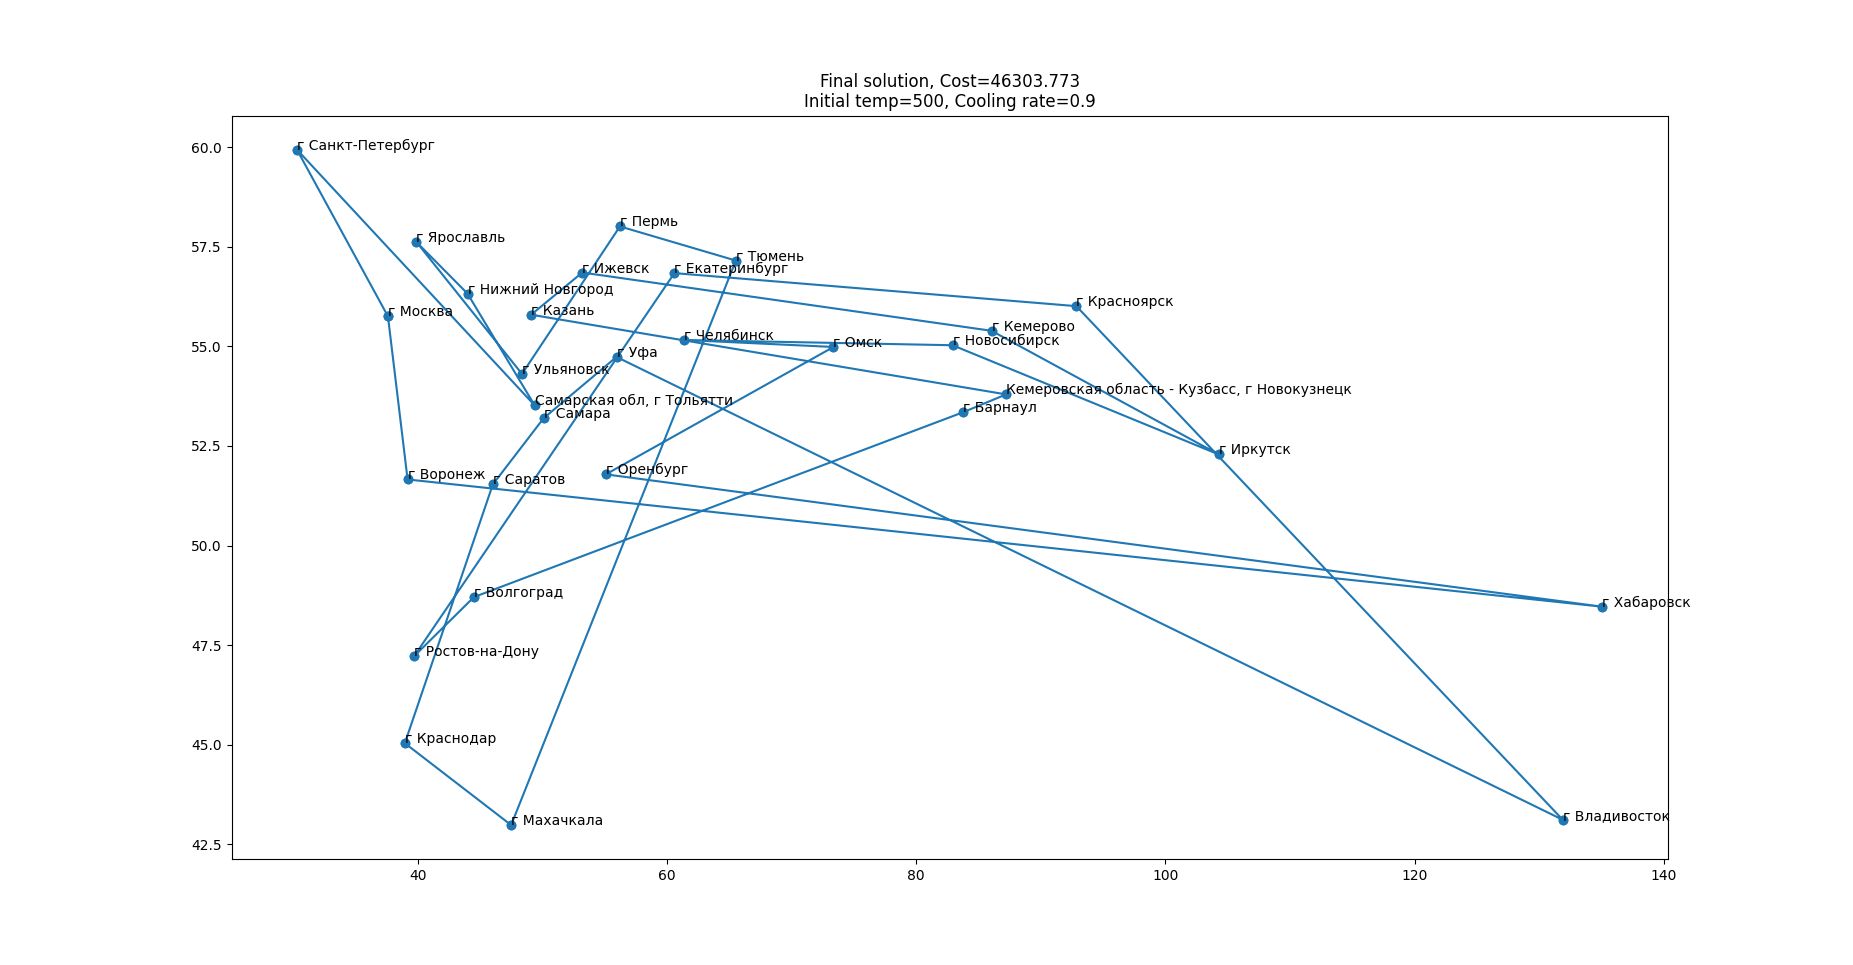 Final solution, Cost=46303.773
Initial temp=500, Cooling rate=0.9
60.0
57.5
55.0
52.5
50.0
47.5
45.0
42.5
г Санкт-Петербург
г Пермь
г Ярославль
г Тюмень
г Ижевск
г Екатеринбург
г Нижний Новгород
г Красноярск
г Москва
г Казань
г Кемерово
г Челябинск
г Новосибирск
г Омск
г Уфа
г Ульяновск
Кемеровская область - Кузбасс, г Новокузнецк
Самарская обл, г Тольятти
г Барнаул
г Самара
г Иркутск
г Оренбург
г Воронеж
г Саратов
г Волгоград
г Хабаровск
г Ростов-на-Дону
г Краснодар
г Махачкала
г Владивосток
40
60
80
100
120
140